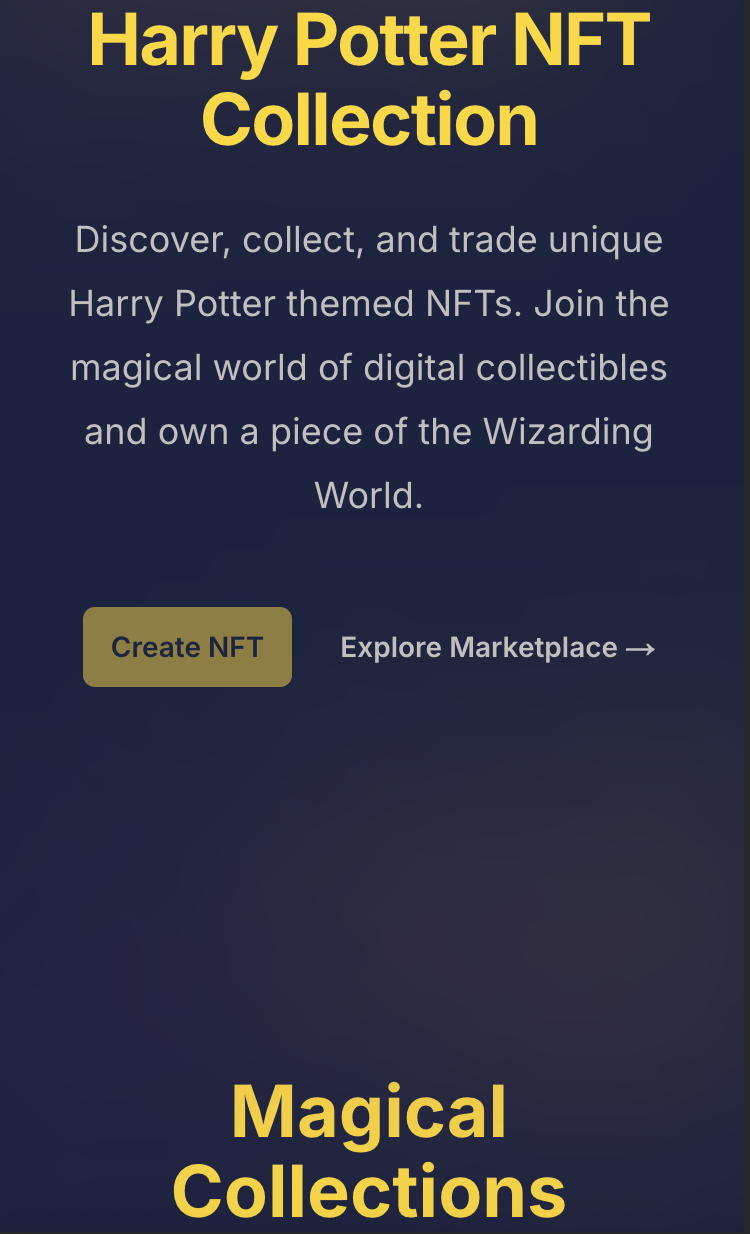 Harry Potter NFT
Collection
Discover, collect, and trade unique
Harry Potter themed NFTs. Join the
magical world of digital collectibles
and own a piece of the Wizarding
World.
Create NFT
Explore Marketplace →
Magical
Collections